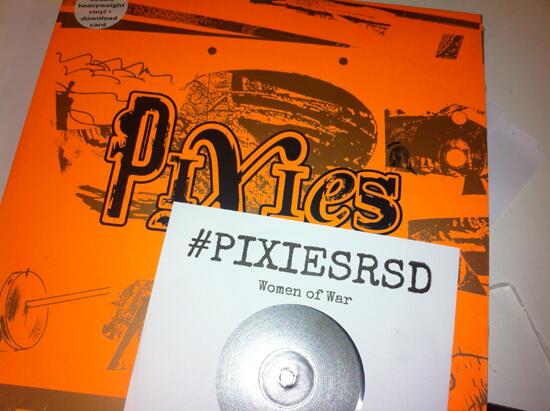 heavyweight
vinyl +
download
card
PIXIES
#PIXIESRSD
Women of War